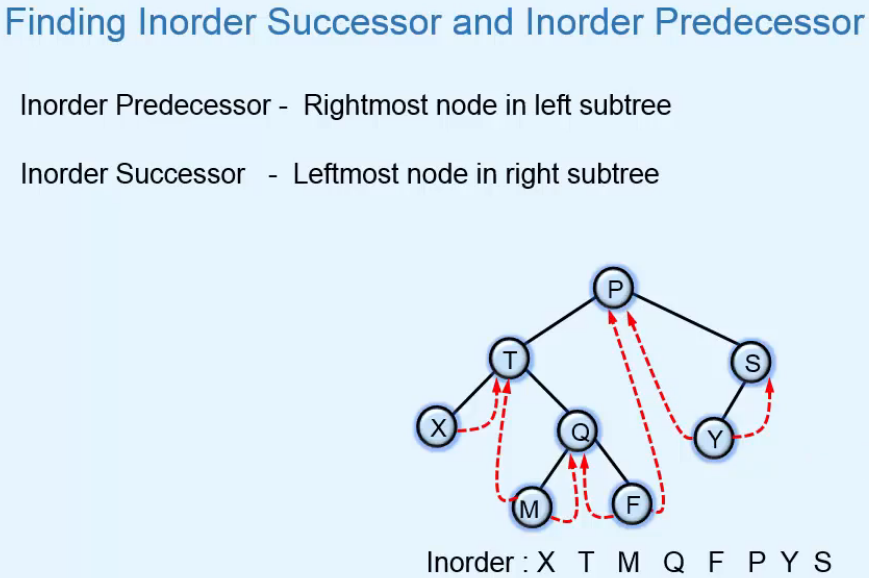 Finding Inorder Successor and Inorder Predecessor
Inorder Predecessor - Rightmost node in left subtree
Inorder Successor - Leftmost node in right subtree
P
T
S
X
Q
Y
M
F
Inorder : X T M Q F P Y S